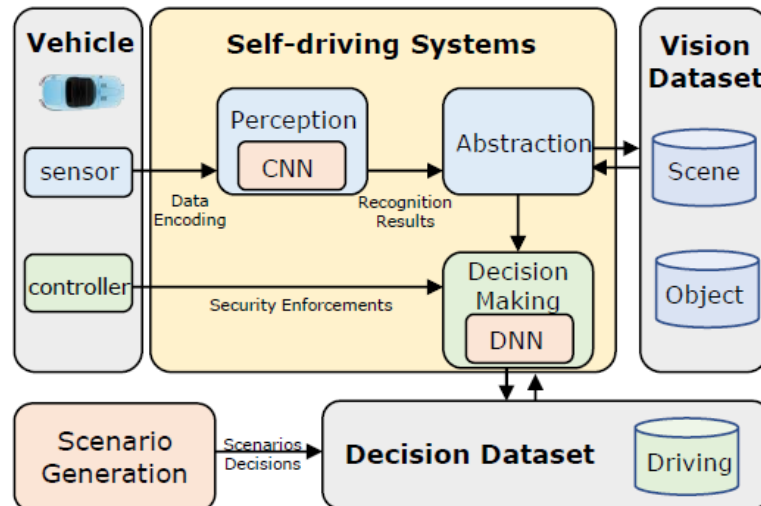 Vehicle
sensor
controller
Self-driving Systems
Perception
CNN
Abstraction
Data
Encoding
Recognition
Results
Security Enforcements
Decision
Making
DNN
Vision
Dataset
Scene
Object
Scenario
Generation
Scenarios
Decisions
Decision Dataset
Driving